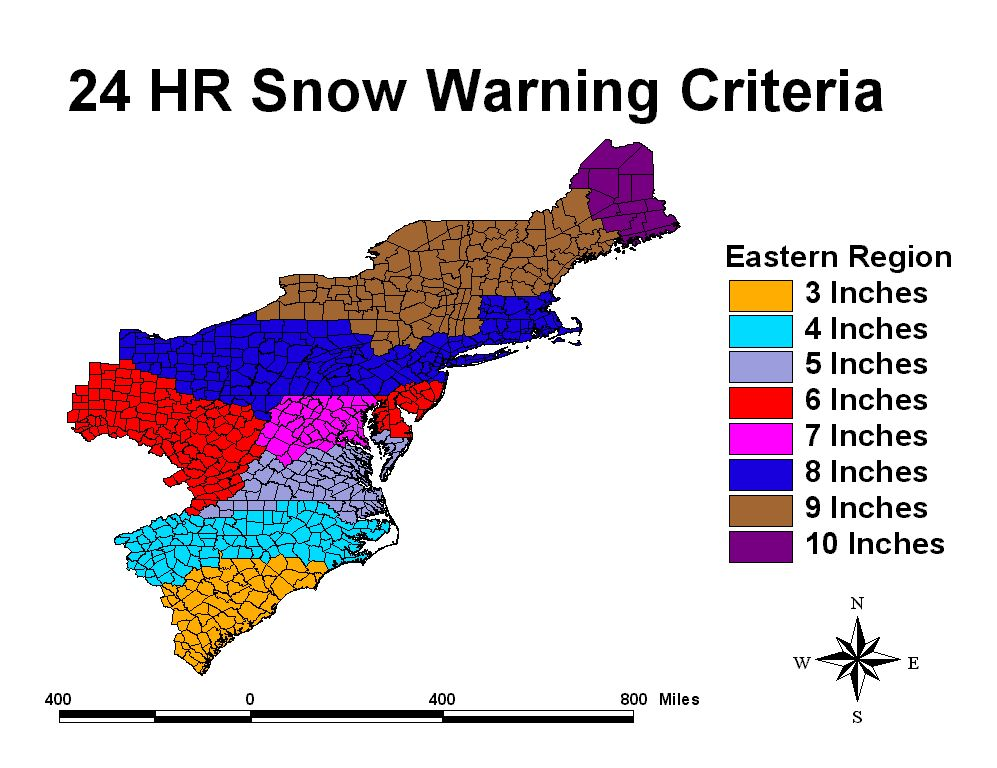 24 HR Snow Warning Criteria
Eastern Region
3 Inches
4 Inches
5 Inches
6 Inches
7 Inches
8 Inches
9 Inches
10 Inches
N
W E
S
400 0 400 800 Miles